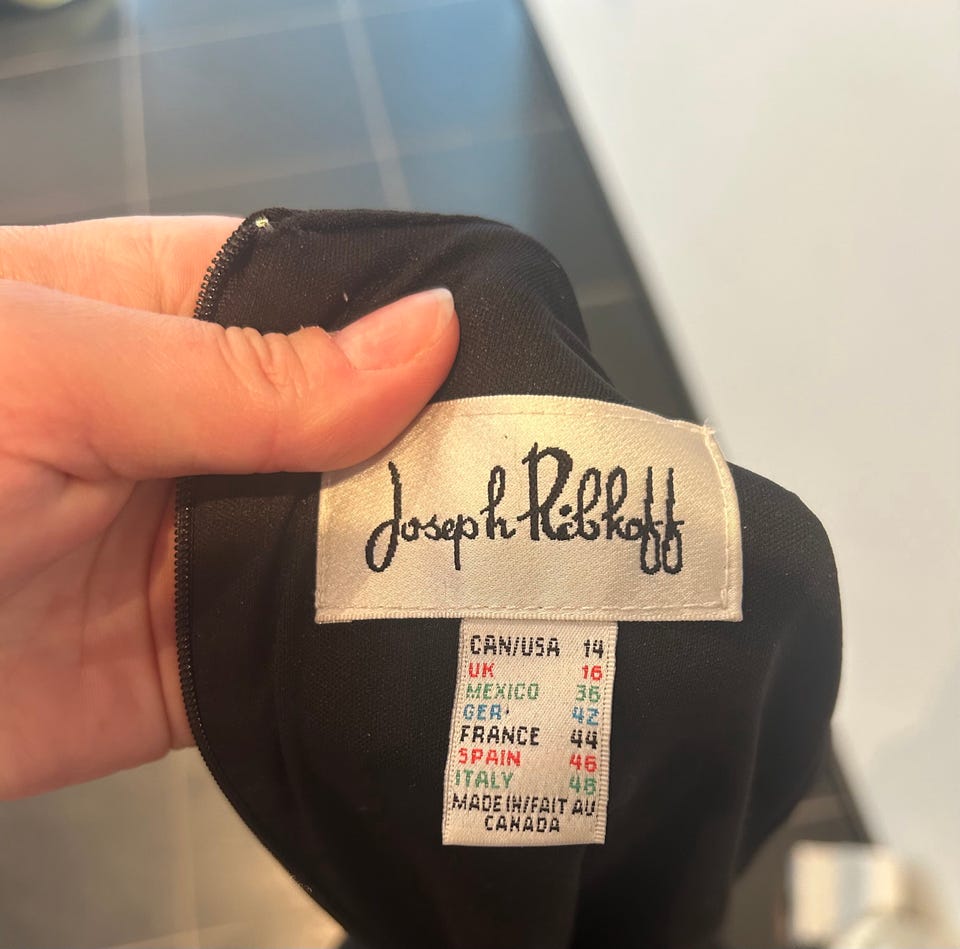 Joseph Ribkoff
CAN/USA 14
UK 16
MEXICO 36
GER. 42
FRANCE 44
SPAIN 46
ITALY 48
MADE IN/FAIT AU
CANADA